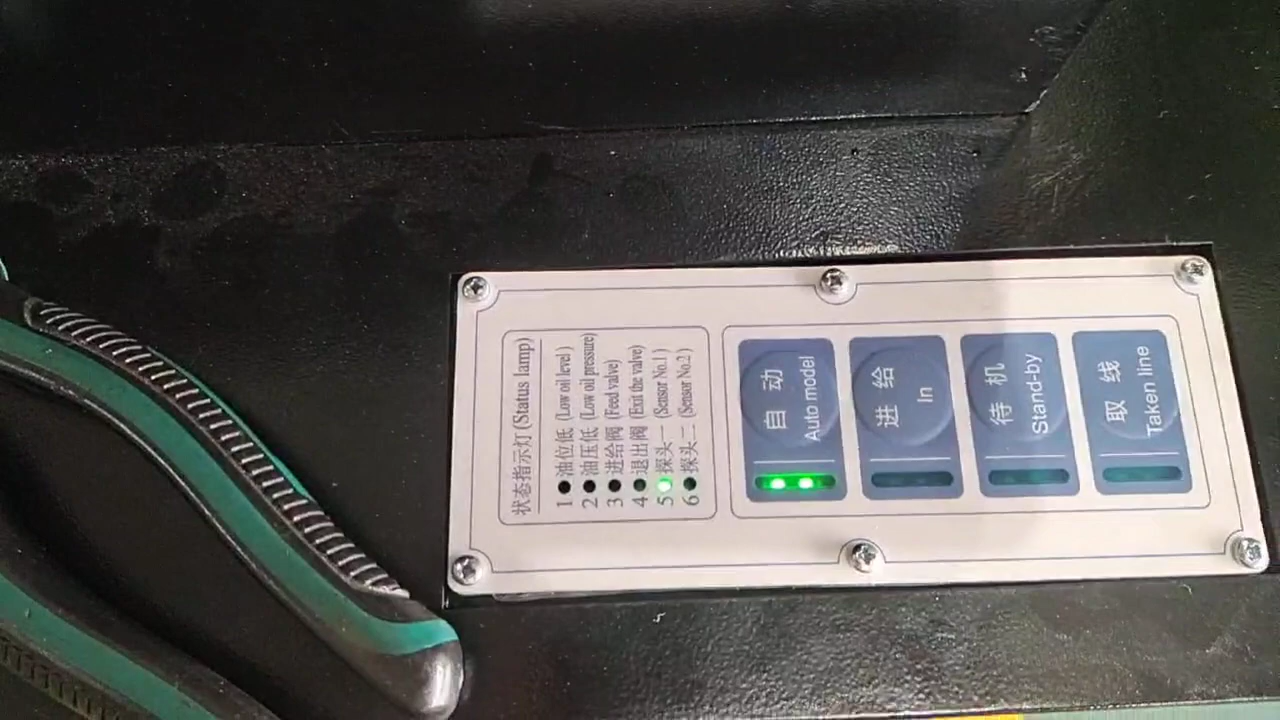 状态指示灯 (Status lamp)
1 油位低 (Low oil level)
2 油压低 (Low oil pressure)
3 进给阀 (Feed valve)
4 退出阀 (Exit the valve)
5 探头一 (Sensor No.1)
6 探头二 (Sensor No.2)
自动
Auto model
进给
In
待机
Stand-by
取线
Taken line